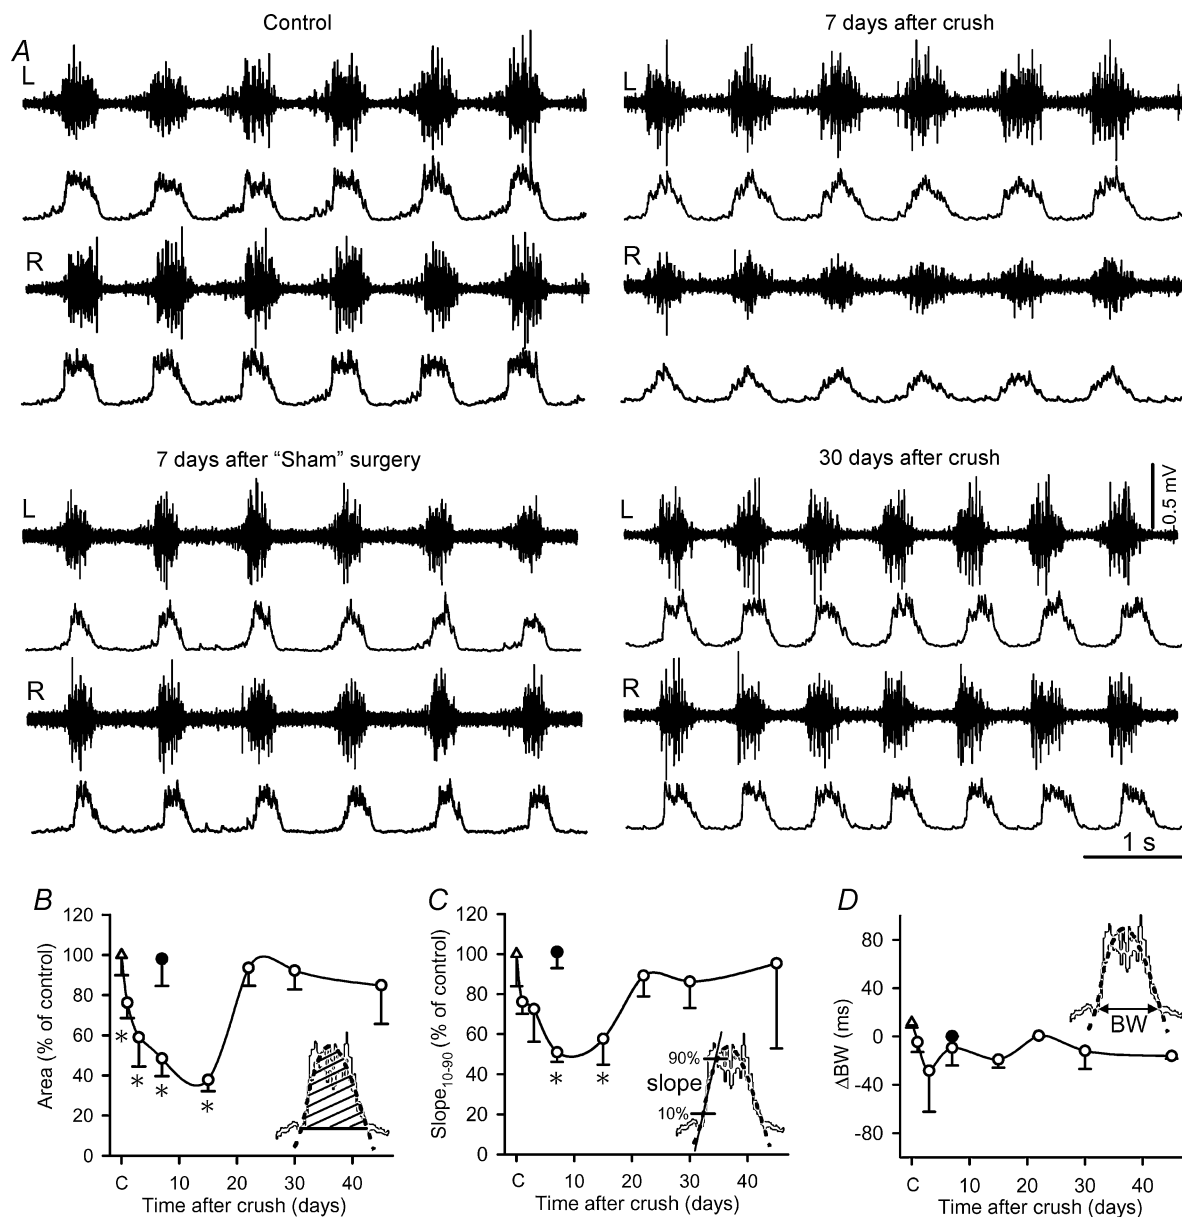 A
Control
7 days after crush
L
L
R
R
7 days after “Sham” surgery
30 days after crush
L
L
0.5 mV
R
R
1 s
B
Area (% of control)
120
100
80
60
40
20
0
*
*
*
*
C
10
20
30
40
Time after crush (days)
C
Slope10-90 (% of control)
120
100
80
60
40
20
0
*
*
90%
slope
10%
C
10
20
30
40
Time after crush (days)
D
ΔBW (ms)
80
40
0
-40
-80
BW
C
10
20
30
40
Time after crush (days)